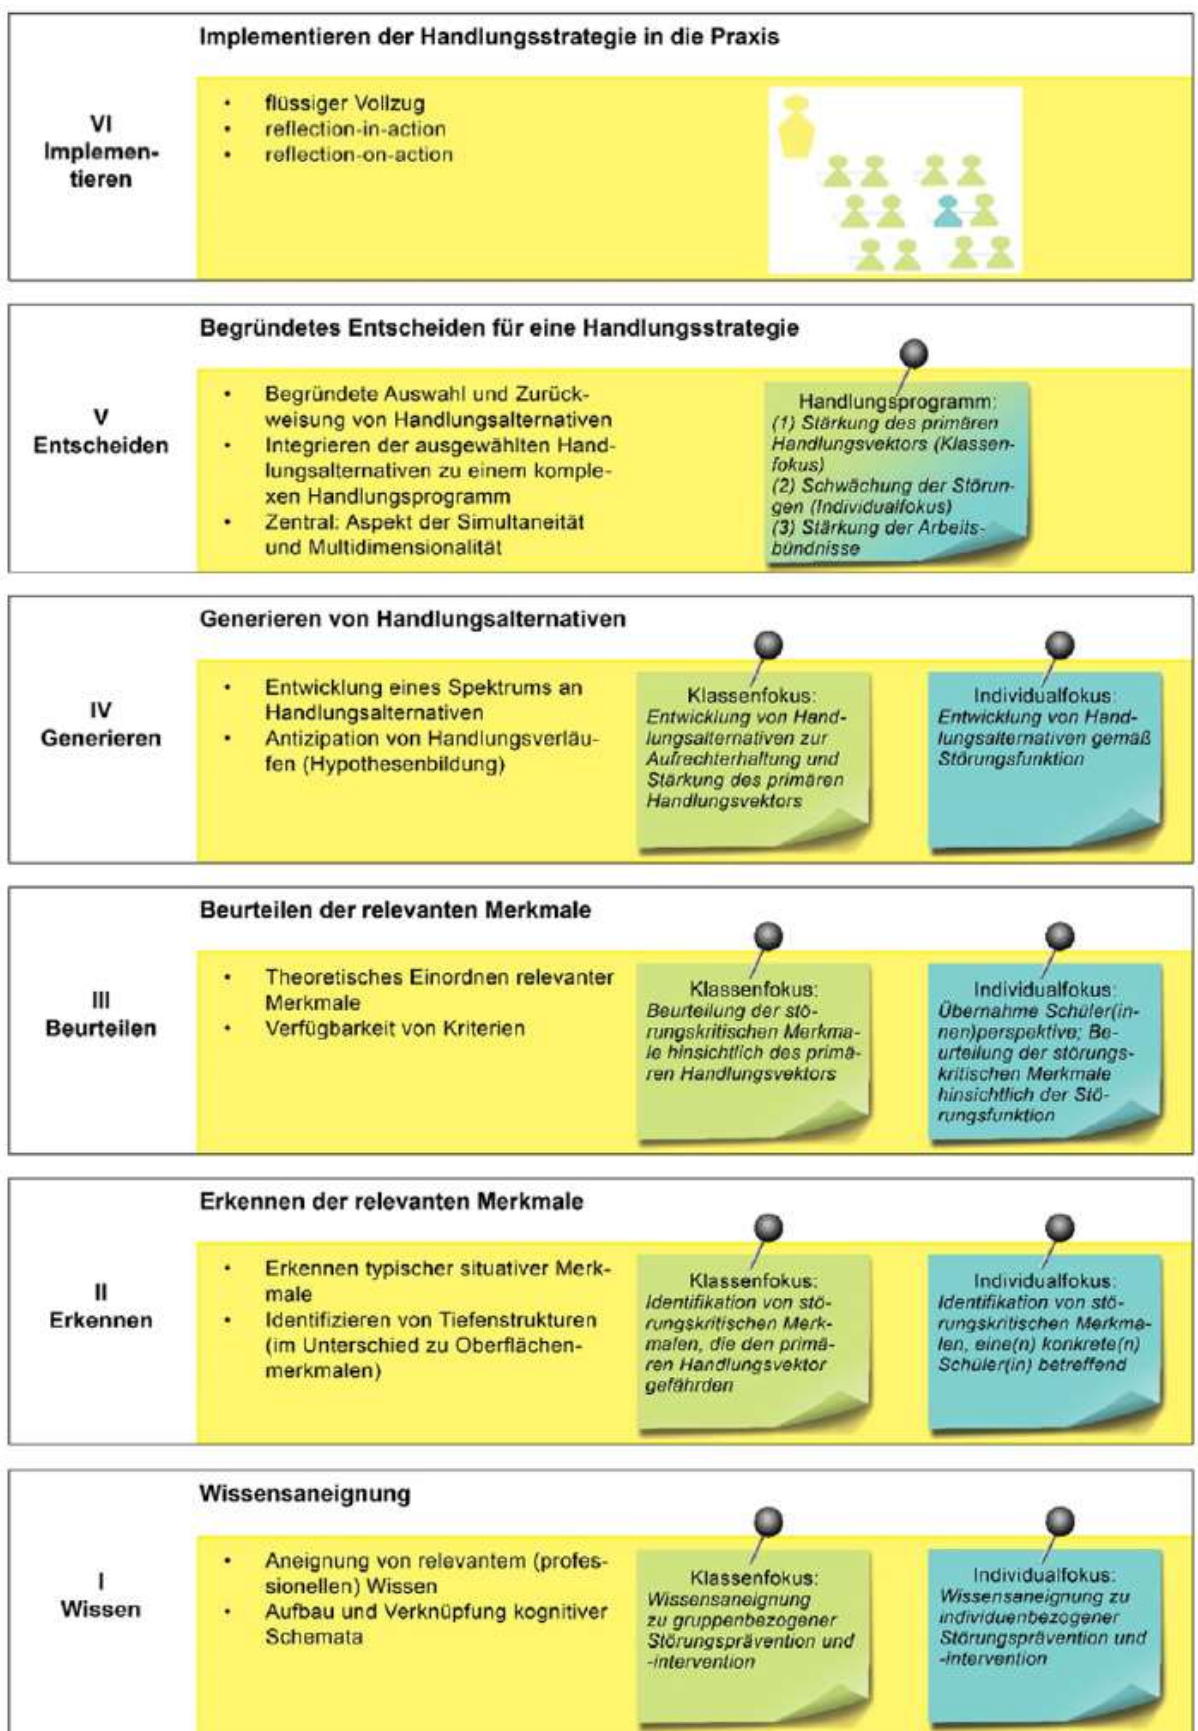 Implementieren der Handlungsstrategie in die Praxis
VI
Implemen-
tieren
• flüssiger Vollzug
• reflection-in-action
• reflection-on-action
Begründetes Entscheiden für eine Handlungsstrategie
V
Entscheiden
• Begründete Auswahl und Zurück-
weisung von Handlungsalternativen
• Integrieren der ausgewählten Hand-
lungsalternativen zu einem komple-
xen Handlungsprogramm
• Zentral: Aspekt der Simultaneität
und Multidimensionalität
Handlungsprogramm:
(1) Stärkung des primären
Handlungsvektors (Klassen-
fokus)
(2) Schwächung der Störun-
gen (Individualfokus)
(3) Stärkung der Arbeits-
bündnisse
Generieren von Handlungsalternativen
IV
Generieren
• Entwicklung eines Spektrums an
Handlungsalternativen
• Antizipation von Handlungsverläu-
fen (Hypothesenbildung)
Klassenfokus:
Entwicklung von Hand-
lungsalternativen zur
Aufrechterhaltung und
Stärkung des primären
Handlungsvektors
Individualfokus:
Entwicklung von Hand-
lungsalternativen gemäß
Störungsfunktion
Beurteilen der relevanten Merkmale
III
Beurteilen
• Theoretisches Einordnen relevanter
Merkmale
• Verfügbarkeit von Kriterien
Klassenfokus:
Beurteilung der stö-
rungskritischen Merkma-
le hinsichtlich des primä-
ren Handlungsvektors
Individualfokus:
Übernahme Schüler(in-
nen)perspektive; Be-
urteilung der störungs-
kritischen Merkmale
hinsichtlich der Stö-
rungsfunktion
Erkennen der relevanten Merkmale
II
Erkennen
• Erkennen typischer situativer Merk-
male
• Identifizieren von Tiefenstrukturen
(im Unterschied zu Oberflächen-
merkmalen)
Klassenfokus:
Identifikation von stö-
rungskritischen Merk-
malen, die den primä-
ren Handlungsvektor
gefährden
Individualfokus:
Identifikation von stö-
rungskritischen Merkma-
len, eine(n) konkrete(n)
Schüler(in) betreffend
Wissensaneignung
I
Wissen
• Aneignung von relevantem (profes-
sionellen) Wissen
• Aufbau und Verknüpfung kognitiver
Schemata
Klassenfokus:
Wissensaneignung
zu gruppenbezogener
Störungsprävention und
-intervention
Individualfokus:
Wissensaneignung zu
individuenbezogener
Störungsprävention und
-intervention